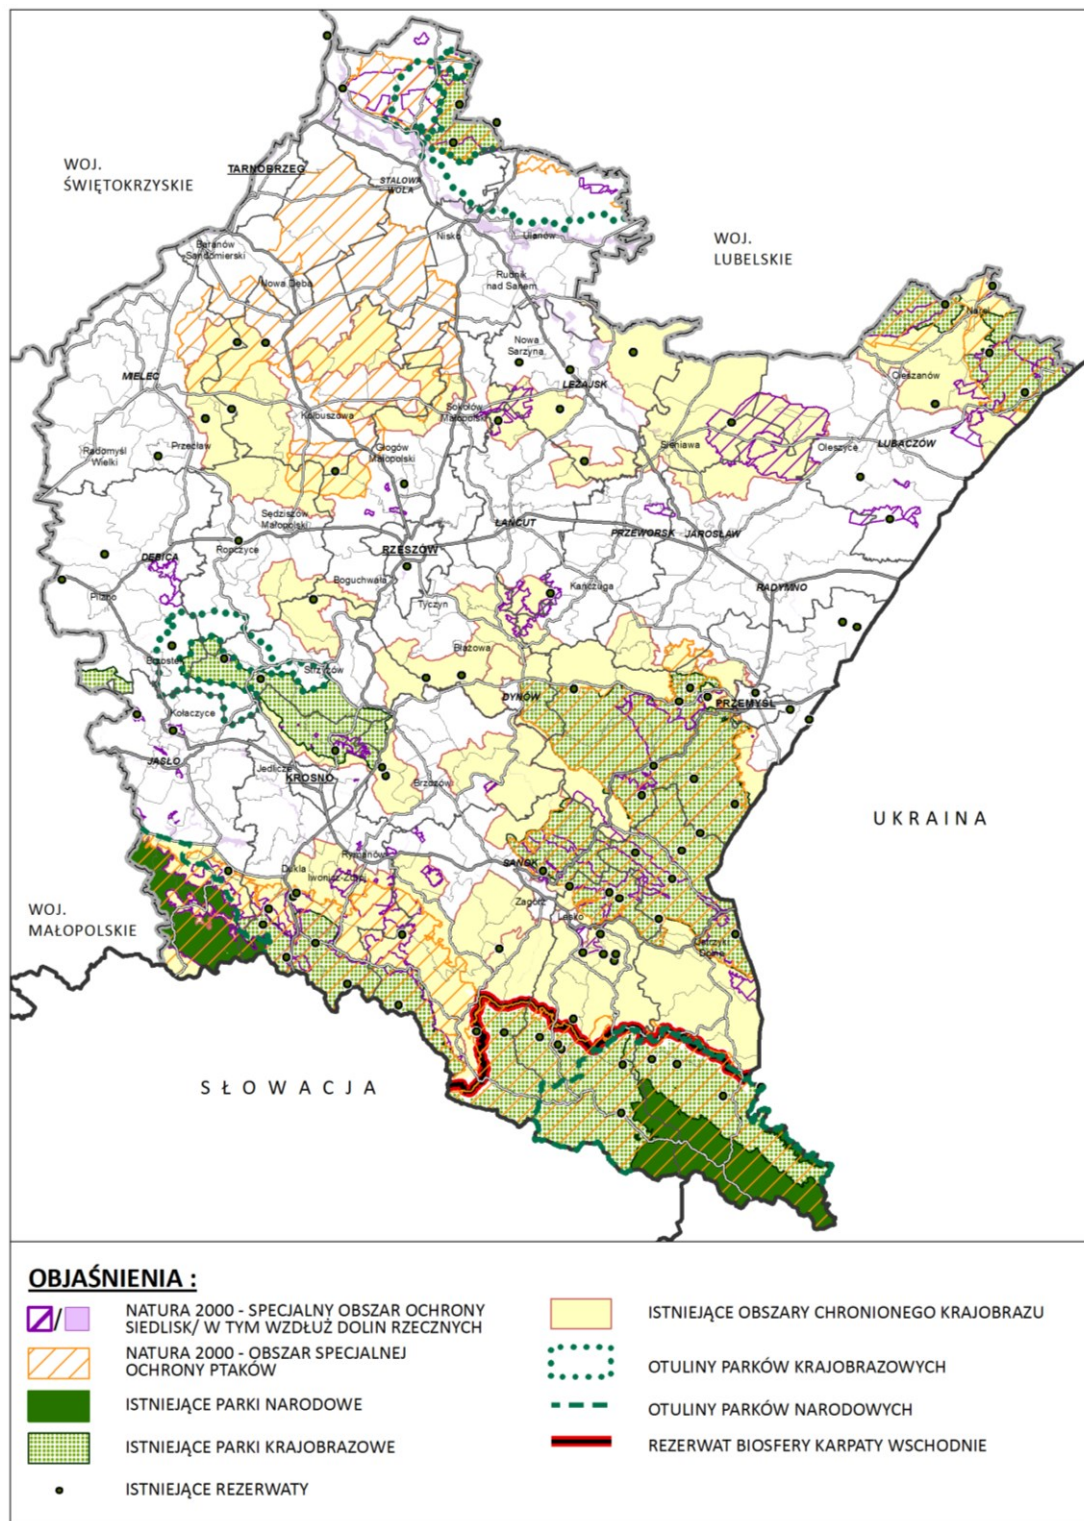 WOJ.
ŚWIĘTOKRZYSKIE
TARNOBRZEG
STALOWA
WOLA
WOJ.
LUBELSKIE
Baranów
Sandomierski
Nisko
Ulanów
Nowa Dęba
Rudnik
nad Sanem
Narol
Nowa
Sarzyna
Cieszanów
MIELEC
LEŻAJSK
Kolbuszowa
Sokołów
Małopolski
Radomyśl
Wielki
Przecław
Głogów
Małopolski
Sieniawa
Oleszyce
LUBACZÓW
Sędziszów
Małopolski
ŁAŃCUT
PRZEWORSK
JAROSŁAW
DĘBICA
Ropczyce
RZESZÓW
Boguchwała
Tyczyn
Kańczuga
RADYMNO
Pilzno
Brzostek
Strzyżów
Błażowa
DYNÓW
PRZEMYŚL
Kołaczyce
JASŁO
Jedlicze
KROSNO
Brzozów
UKRAINA
Dukla
Iwonicz-Zdrój
Rymanów
SANOK
Zagórz
Lesko
Ustrzyki
Dolne
WOJ.
MAŁOPOLSKIE
SŁOWACJA
OBJAŚNIENIA :
NATURA 2000 - SPECJALNY OBSZAR OCHRONY
SIEDLISK/ W TYM WZDŁUŻ DOLIN RZECZNYCH
NATURA 2000 - OBSZAR SPECJALNEJ
OCHRONY PTAKÓW
ISTNIEJĄCE PARKI NARODOWE
ISTNIEJĄCE PARKI KRAJOBRAZOWE
ISTNIEJĄCE REZERWATY
ISTNIEJĄCE OBSZARY CHRONIONEGO KRAJOBRAZU
OTULINY PARKÓW KRAJOBRAZOWYCH
OTULINY PARKÓW NARODOWYCH
REZERWAT BIOSFERY KARPATY WSCHODNIE